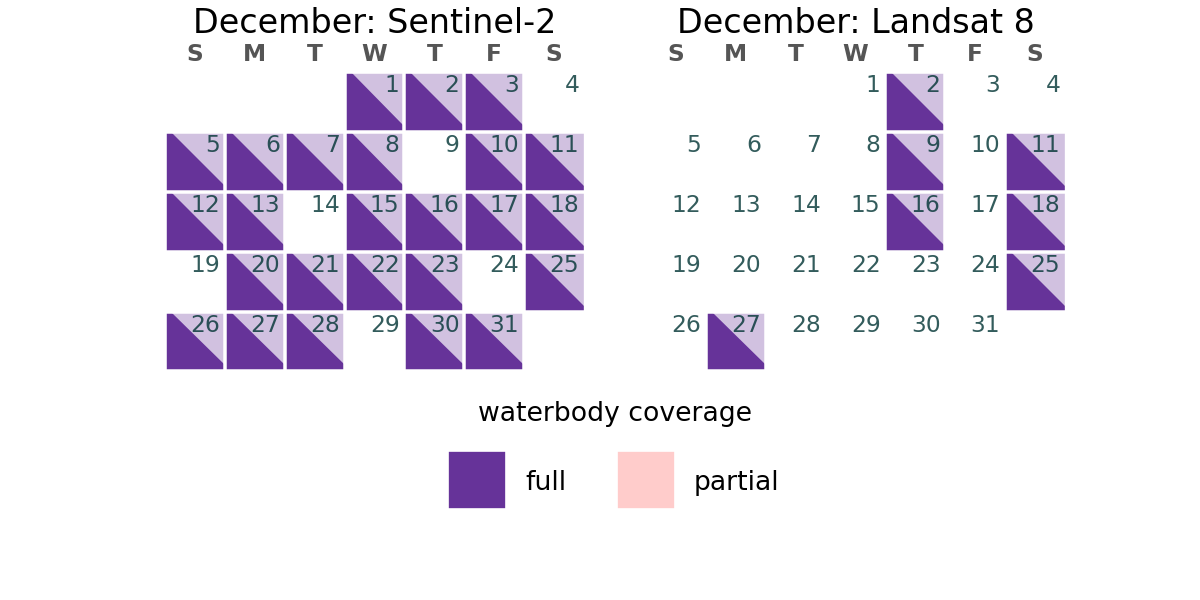 December: Sentinel-2
S M T W T F S
1 2 3 4
5 6 7 8 9 10 11
12 13 14 15 16 17 18
19 20 21 22 23 24 25
26 27 28 29 30 31
December: Landsat 8
S M T W T F S
1 2 3 4
5 6 7 8 9 10 11
12 13 14 15 16 17 18
19 20 21 22 23 24 25
26 27 28 29 30 31
waterbody coverage
full partial